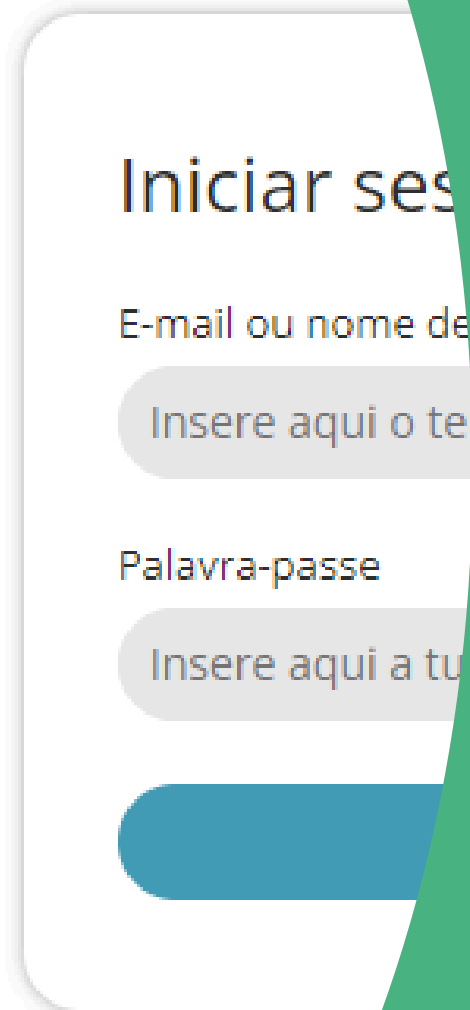 Iniciar ses
E-mail ou nome de
Insere aqui o te
Palavra-passe
Insere aqui a tu